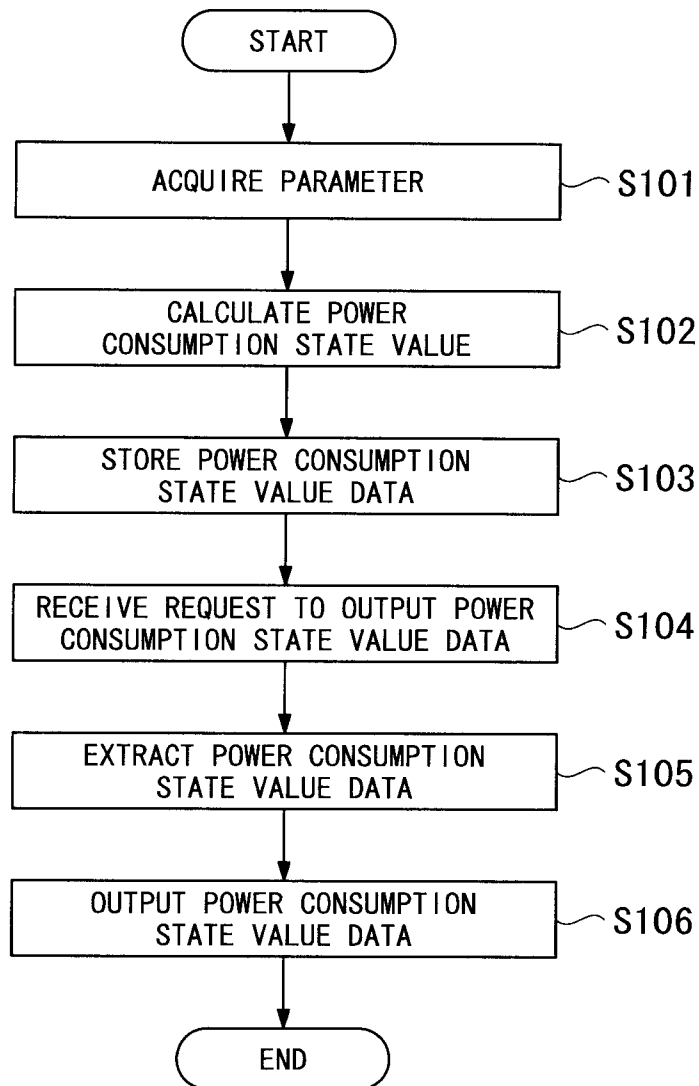 START
ACQUIRE PARAMETER
S101
CALCULATE POWER
CONSUMPTION STATE VALUE
S102
STORE POWER CONSUMPTION
STATE VALUE DATA
S103
RECEIVE REQUEST TO OUTPUT POWER
CONSUMPTION STATE VALUE DATA
S104
EXTRACT POWER CONSUMPTION
STATE VALUE DATA
S105
OUTPUT POWER CONSUMPTION
STATE VALUE DATA
S106
END